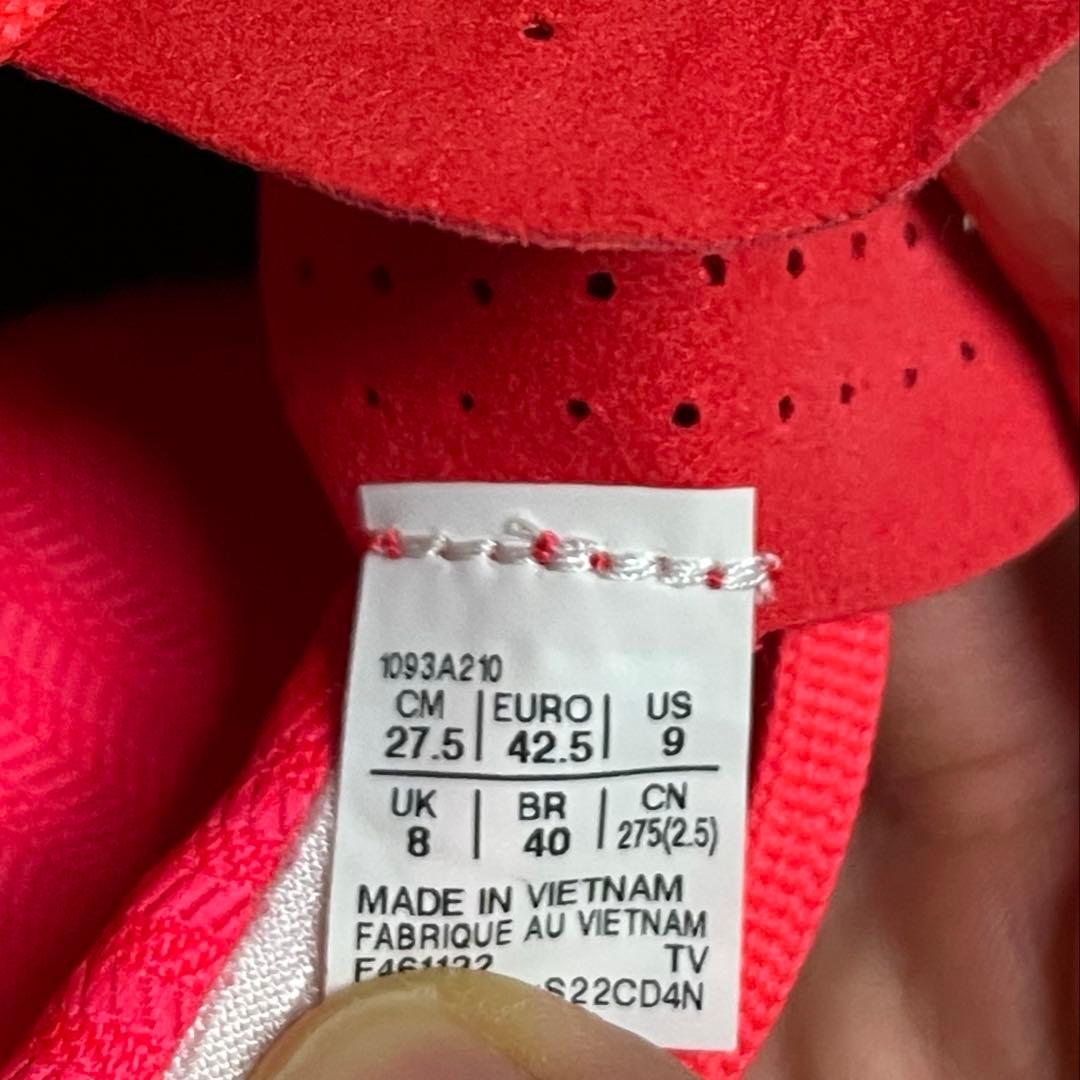 1093A210
CM | EURO | US
27.5 | 42.5 | 9
UK | BR | CN
8 | 40 | 275(2.5)
MADE IN VIETNAM
FABRIQUE AU VIETNAM
TV
S22CD4N